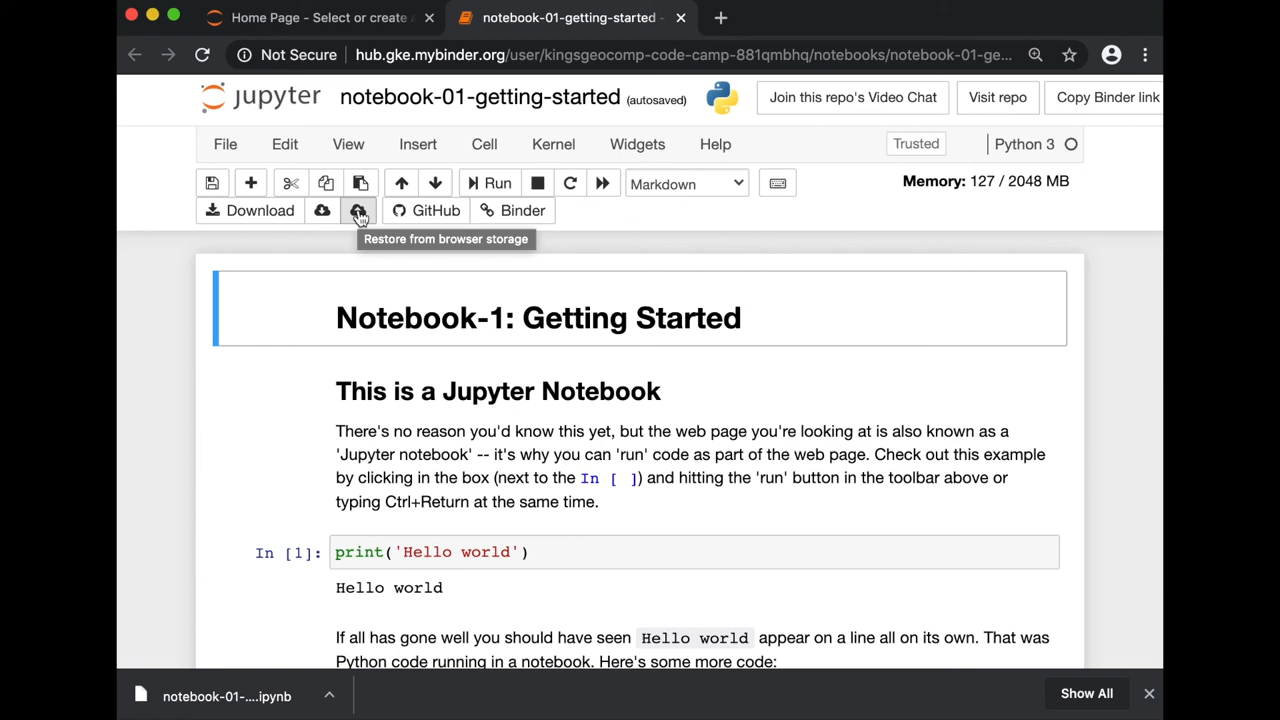 Home Page - Select or create a
notebook-01-getting-started -
Not Secure
hub.gke.mybinder.org/user/kingsgeocomp-code-camp-881qmbhq/notebooks/notebook-01-ge...
jupyter
notebook-01-getting-started (autosaved)
Join this repo's Video Chat
Visit repo
Copy Binder link
File
Edit
View
Insert
Cell
Kernel
Widgets
Help
Trusted
Python 3
Run
Markdown
Memory: 127 / 2048 MB
Download
GitHub
Binder
Restore from browser storage
Notebook-1: Getting Started
This is a Jupyter Notebook
There's no reason you'd know this yet, but the web page you're looking at is also known as a
'Jupyter notebook' -- it's why you can 'run' code as part of the web page. Check out this example
by clicking in the box (next to the In [ ]) and hitting the 'run' button in the toolbar above or
typing Ctrl+Return at the same time.
In [1]: print('Hello world')
Hello world
If all has gone well you should have seen Hello world appear on a line all on its own. That was
Python code running in a notebook. Here's some more code:
notebook-01-....ipynb
Show All